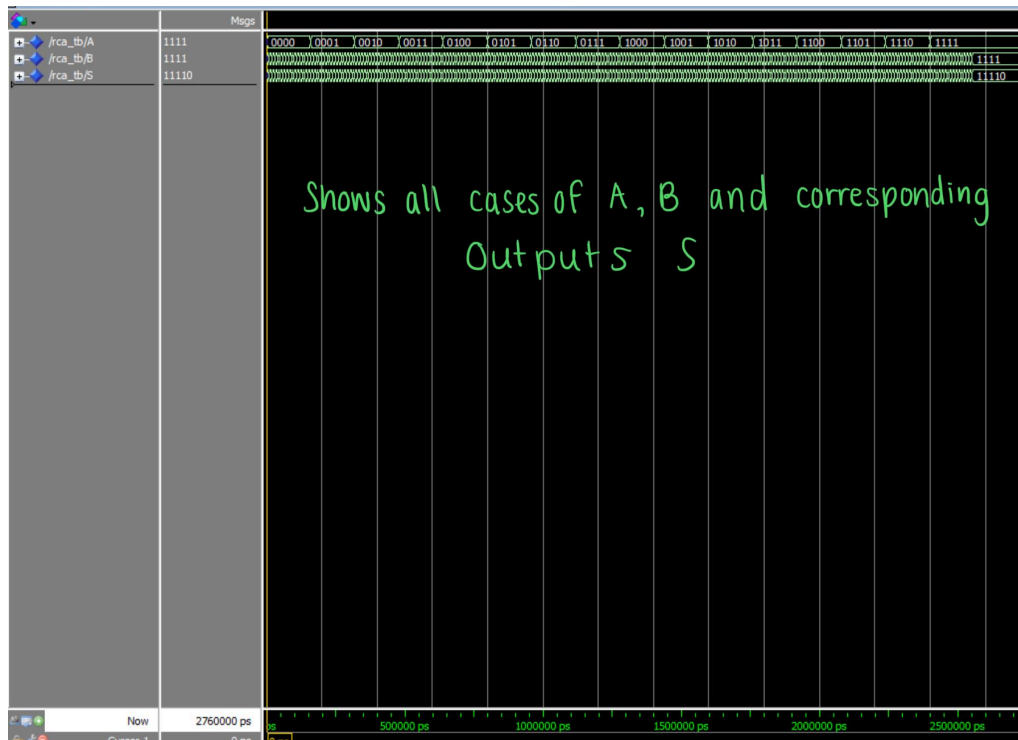 Msgs
/rca_tb/A 1111 0000 0001 0010 0011 0100 0101 0110 0111 1000 1001 1010 1011 1100 1101 1110 1111
/rca_tb/B 1111 1111
/rca_tb/S 11110 11110
Shows all cases of A, B and corresponding
Outputs S
Now 2760000 ps ps 500000 ps 1000000 ps 1500000 ps 2000000 ps 2500000 ps